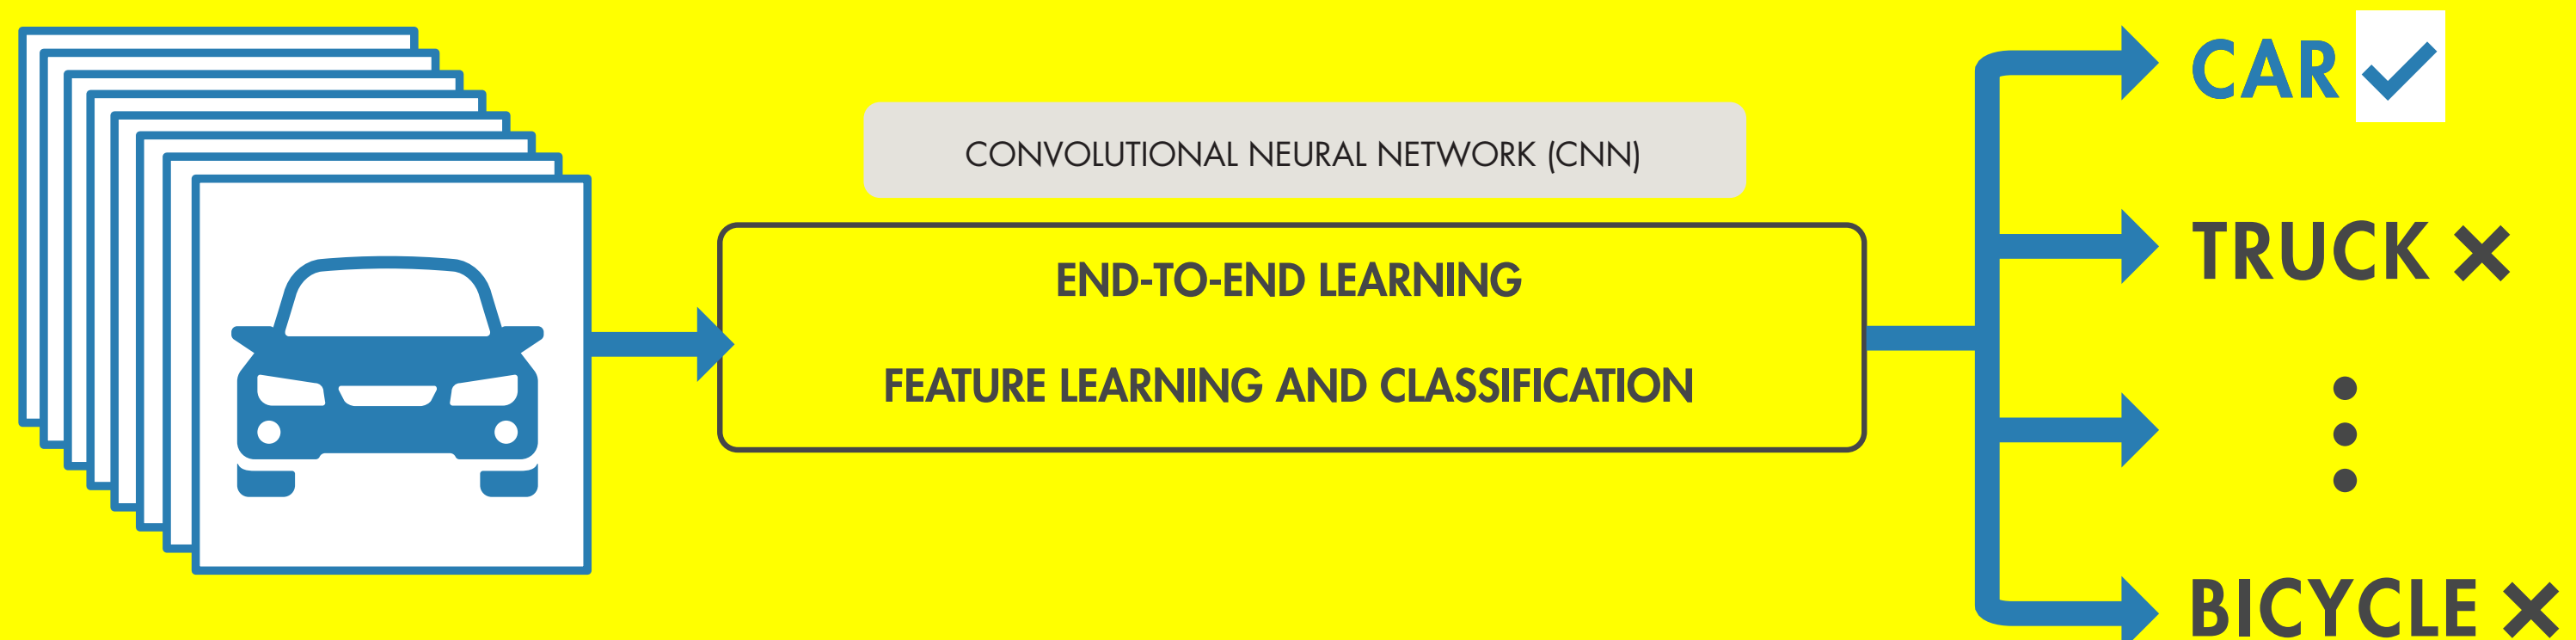 CONVOLUTIONAL NEURAL NETWORK (CNN)
END-TO-END LEARNING
FEATURE LEARNING AND CLASSIFICATION
CAR
TRUCK
BICYCLE